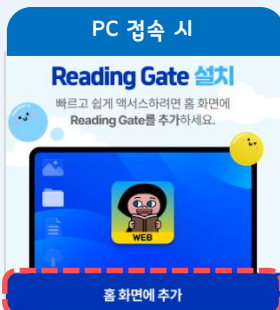 PC 접속 시
Reading Gate 설치
빠르고 쉽게 액서스하려면 홈 화면에
Reading Gate를 추가하세요.
WEB
홈 화면에 추가